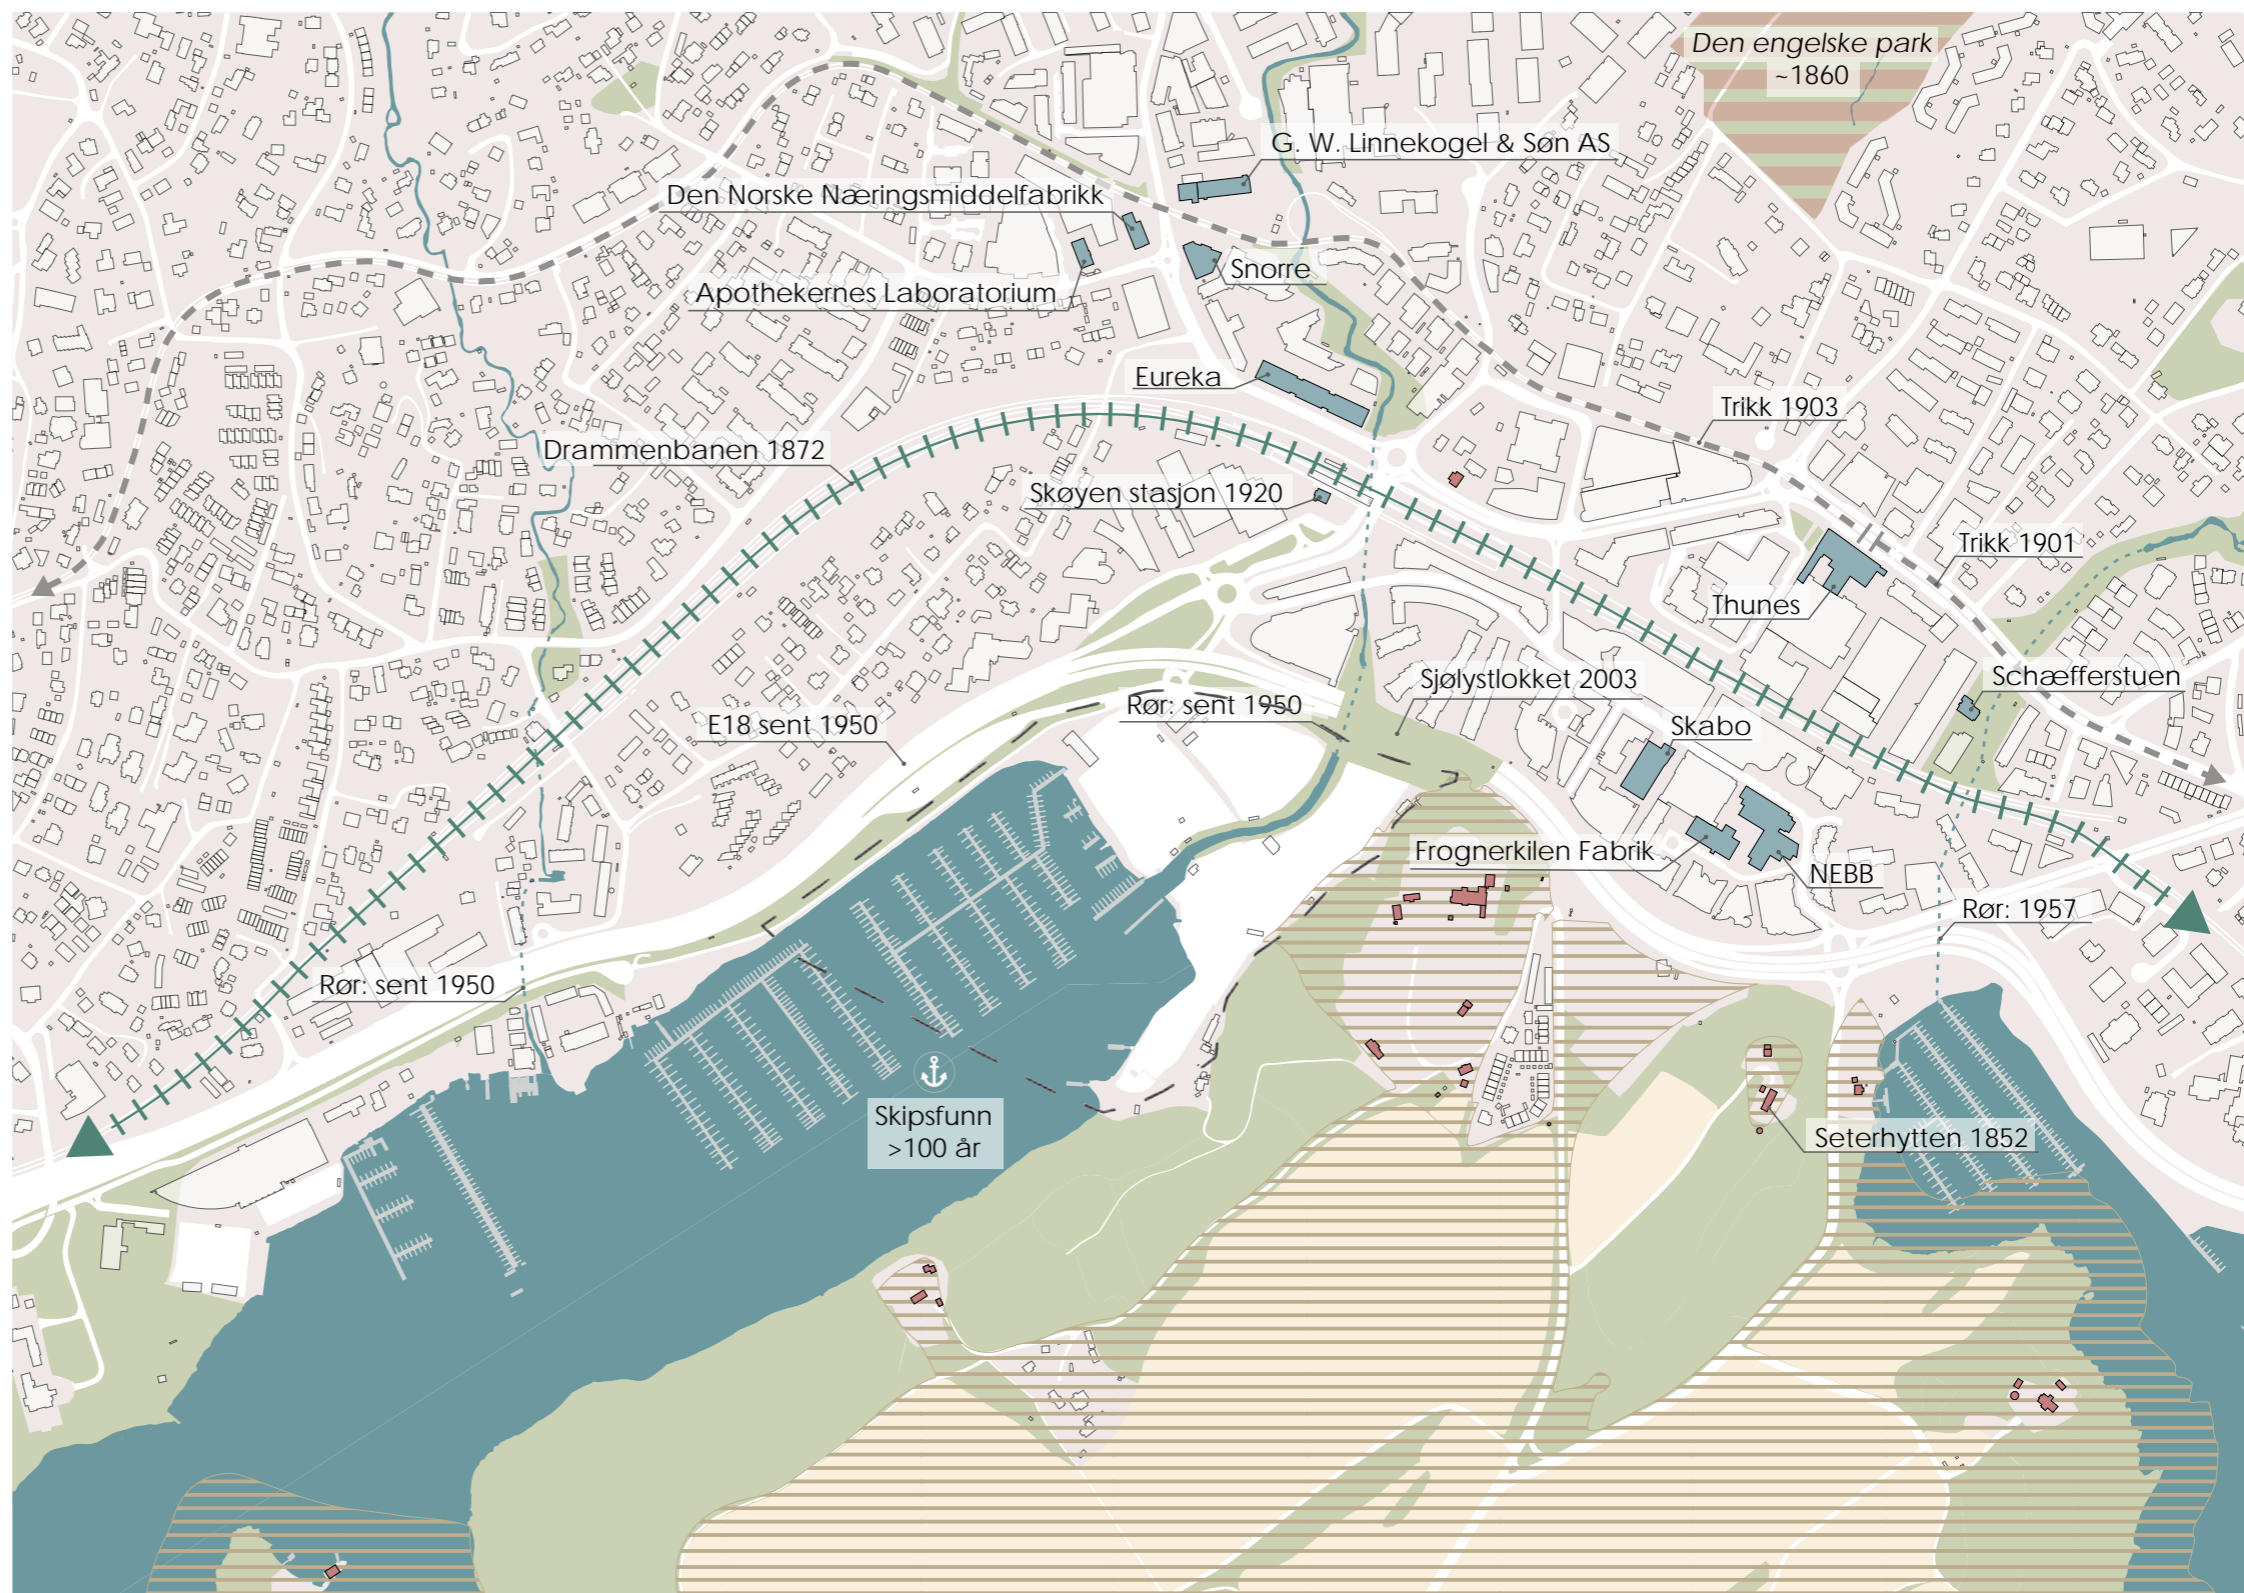 Den engelske park
~1860
G. W. Linnekogel & Søn AS
Den Norske Næringsmiddelfabrikk
Snorre
Apothekernes Laboratorium
Eureka
Trikk 1903
Drammenbanen 1872
Skøyen stasjon 1920
Trikk 1901
Thunes
Schæfferstuen
Sjølystlokket 2003
Rør: sent 1950
E18 sent 1950
Skabo
Frognerkilen Fabrik
NEBB
Rør: 1957
Rør: sent 1950
Skipsfunn
>100 år
Seterhytten 1852